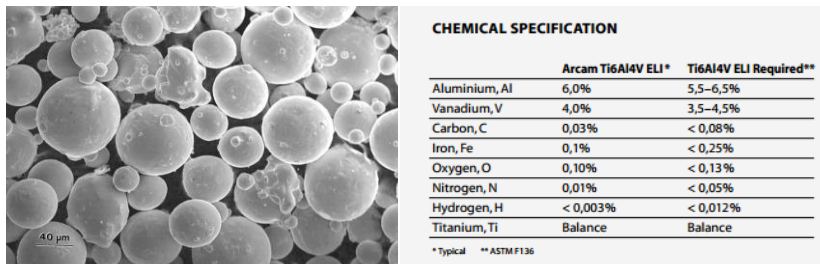 40 µm
CHEMICAL SPECIFICATION
Arcam Ti6Al4V ELI* Ti6Al4V ELI Required**
Aluminium, Al 6,0% 5,5–6,5%
Vanadium, V 4,0% 3,5–4,5%
Carbon, C 0,03% < 0,08%
Iron, Fe 0,1% < 0,25%
Oxygen, O 0,10% < 0,13%
Nitrogen, N 0,01% < 0,05%
Hydrogen, H < 0,003% < 0,012%
Titanium, Ti Balance Balance
* Typical ** ASTM F136